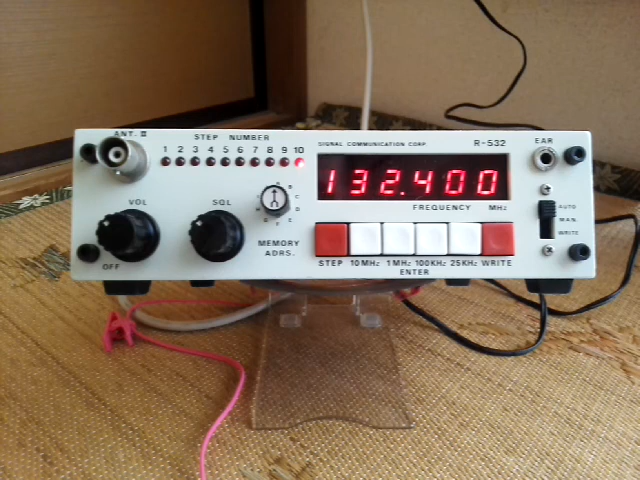 ANT. II
STEP NUMBER
1 2 3 4 5 6 7 8 9 10
SIGNAL COMMUNICATION CORP
R-532
EAR
132.400
FREQUENCY MHz
VOL
SQL
OFF
MEMORY
ADRS.
STEP 10MHz 1MHz 100KHz 25KHz WRITE
ENTER
AUTO
MAN.
WRITE